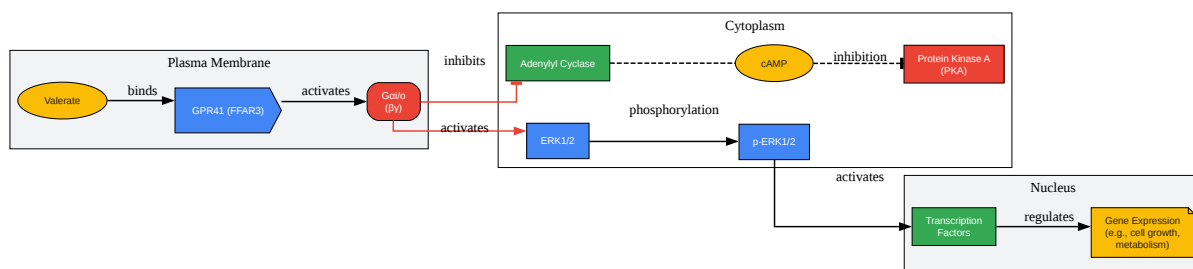 Plasma Membrane
Valerate
binds
GPR41 (FFAR3)
activates
Gαi/o
(βγ)
inhibits
activates
Cytoplasm
Adenylyl Cyclase
cAMP
inhibition
Protein Kinase A
(PKA)
phosphorylation
ERK1/2
p-ERK1/2
activates
Nucleus
Transcription
Factors
regulates
Gene Expression
(e.g., cell growth,
metabolism)